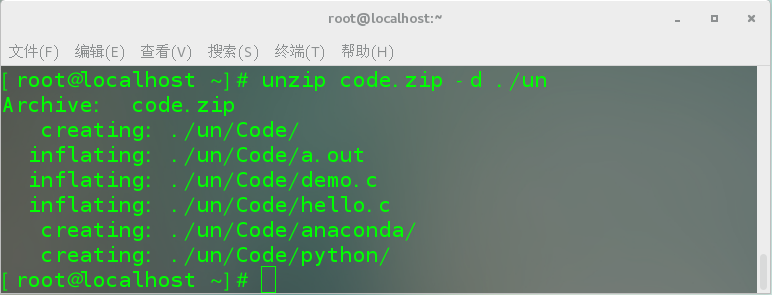 root@localhost:~
文件(F) 编辑(E) 查看(V) 搜索(S) 终端(T) 帮助(H)
[root@localhost ~]# unzip code.zip -d ./un
Archive:  code.zip
   creating: ./un/Code/
  inflating: ./un/Code/a.out
  inflating: ./un/Code/demo.c
  inflating: ./un/Code/hello.c
   creating: ./un/Code/anaconda/
   creating: ./un/Code/python/
[root@localhost ~]#